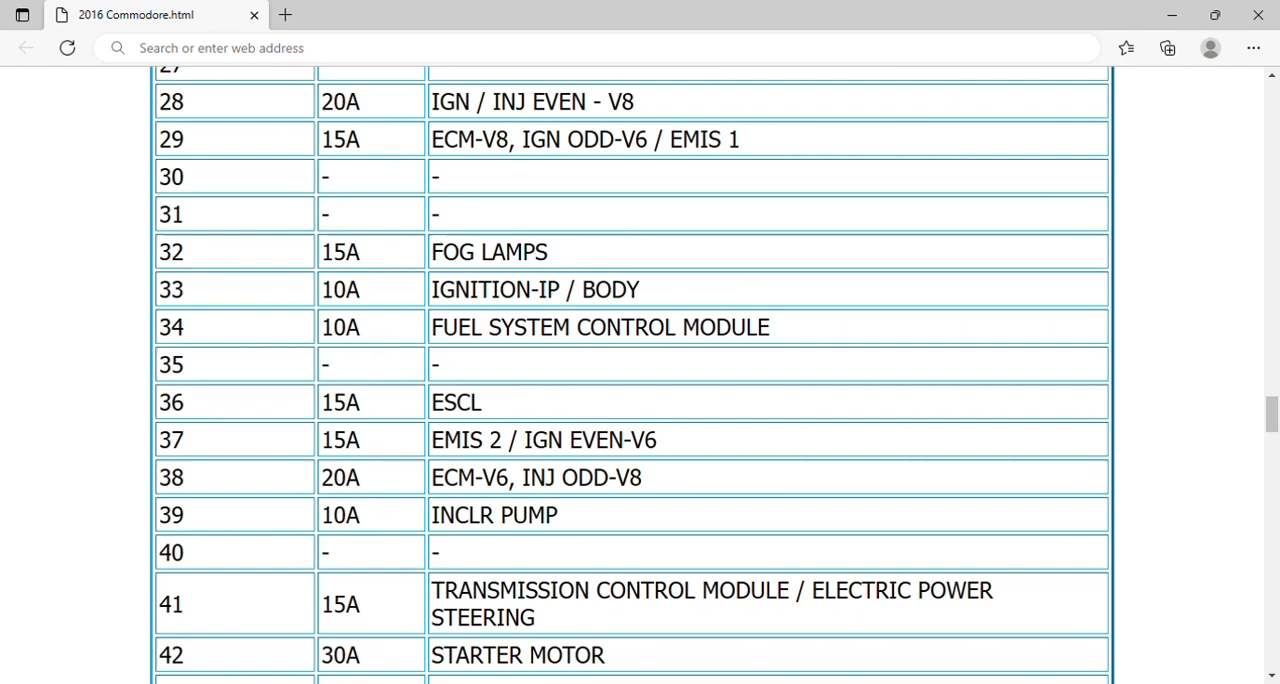 2016 Commodore.html
Search or enter web address
27
28 20A IGN / INJ EVEN - V8
29 15A ECM-V8, IGN ODD-V6 / EMIS 1
30 - -
31 - -
32 15A FOG LAMPS
33 10A IGNITION-IP / BODY
34 10A FUEL SYSTEM CONTROL MODULE
35 - -
36 15A ESCL
37 15A EMIS 2 / IGN EVEN-V6
38 20A ECM-V6, INJ ODD-V8
39 10A INCLR PUMP
40 - -
41 15A TRANSMISSION CONTROL MODULE / ELECTRIC POWER
STEERING
42 30A STARTER MOTOR